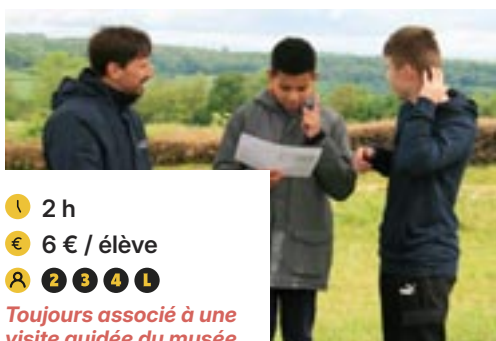 2 h
€ 6 € / élève
2 3 4 L
Toujours associé à une
visite guidée du musée